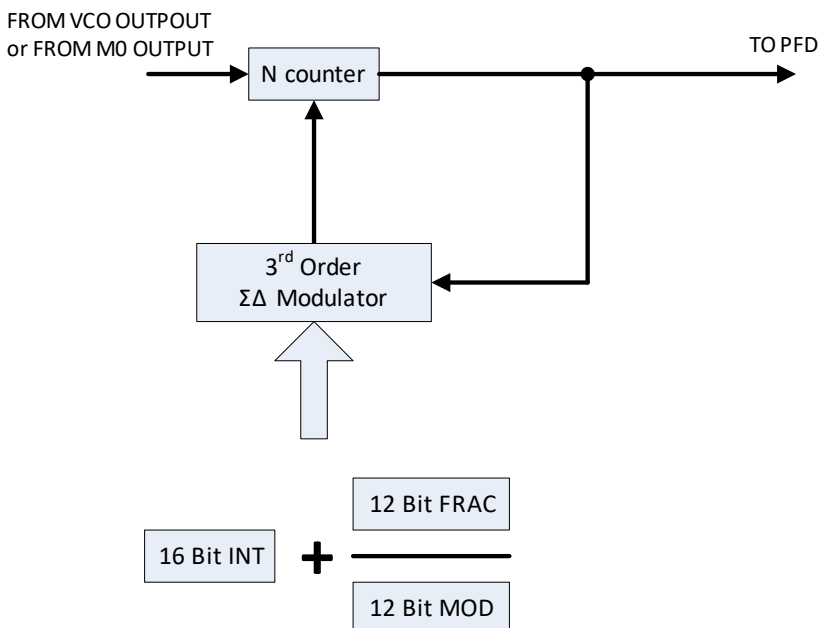 FROM VCO OUTPOUT
or FROM M0 OUTPUT
TO PFD
N counter
3rd Order
ΣΔ Modulator
12 Bit FRAC
16 Bit INT +
12 Bit MOD